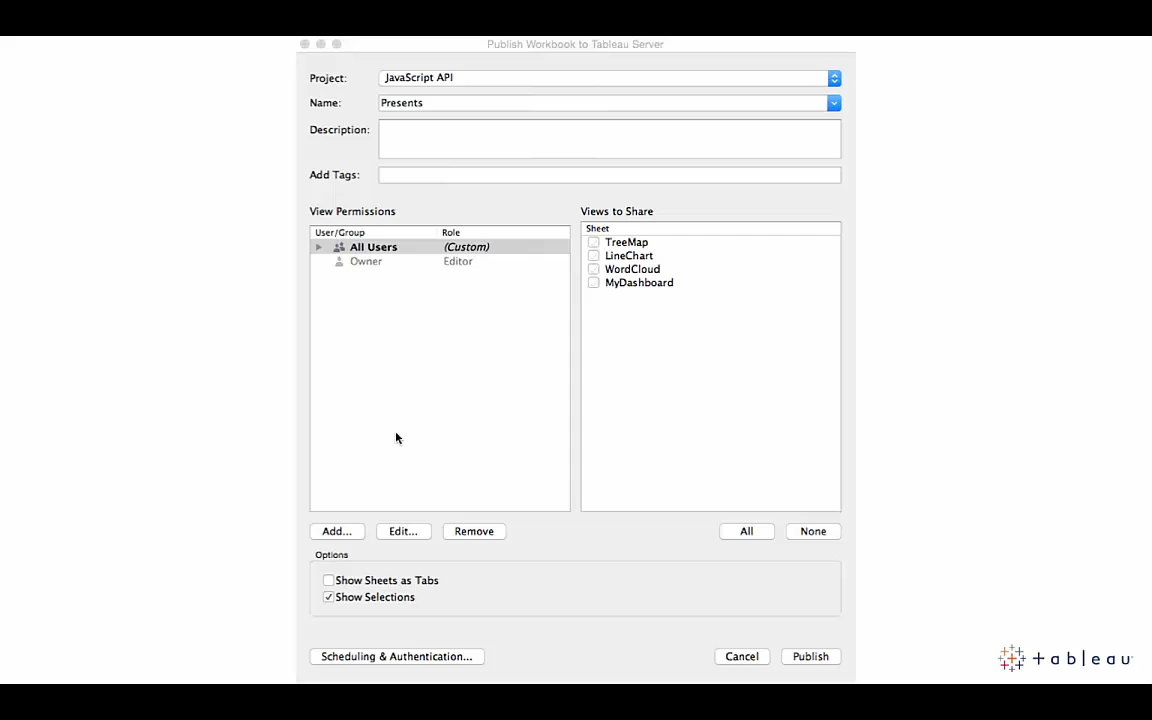 Publish Workbook to Tableau Server
Project: JavaScript API
Name: Presents
Description:
Add Tags:
View Permissions
User/Group Role
All Users (Custom)
Owner Editor
Add... Edit... Remove
Views to Share
Sheet
TreeMap
LineChart
WordCloud
MyDashboard
All None
Options
Show Sheets as Tabs
Show Selections
Scheduling & Authentication... Cancel Publish
tableau